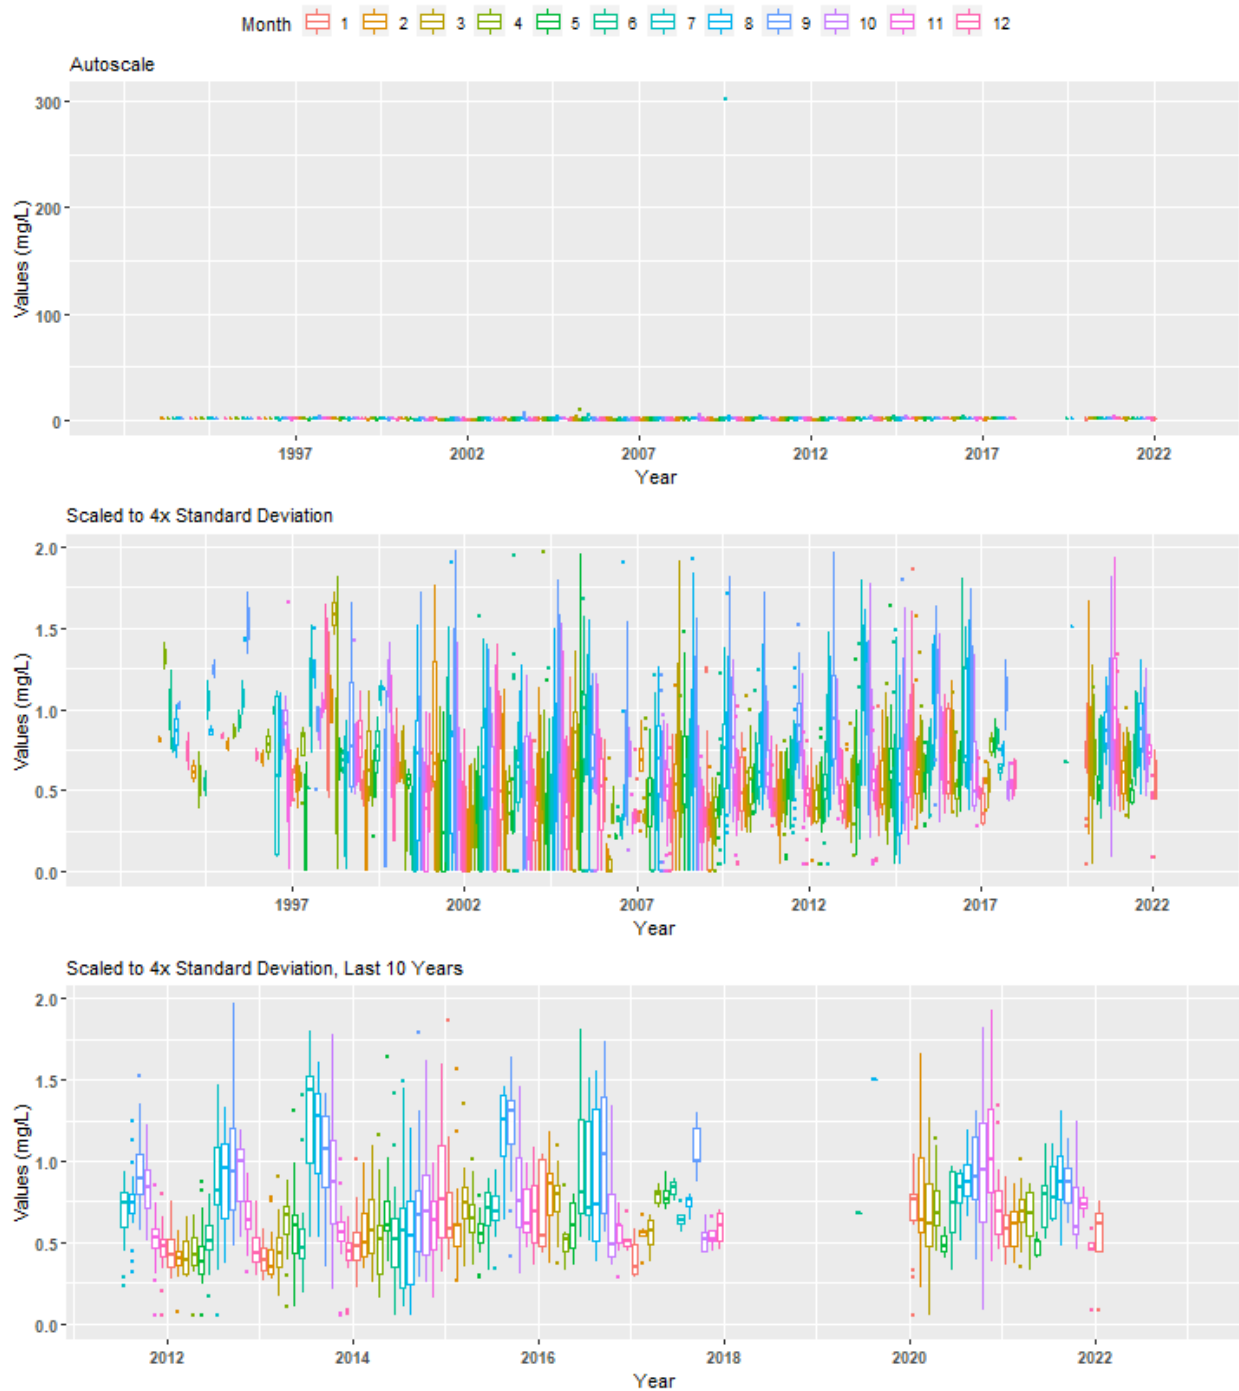 Month 1 2 3 4 5 6 7 8 9 10 11 12
Autoscale
300
200
100
0
Values (mg/L)
1997 2002 2007 2012 2017 2022
Year
Scaled to 4x Standard Deviation
2.0
1.5
1.0
0.5
0.0
Values (mg/L)
1997 2002 2007 2012 2017 2022
Year
Scaled to 4x Standard Deviation, Last 10 Years
2.0
1.5
1.0
0.5
0.0
Values (mg/L)
2012 2014 2016 2018 2020 2022
Year